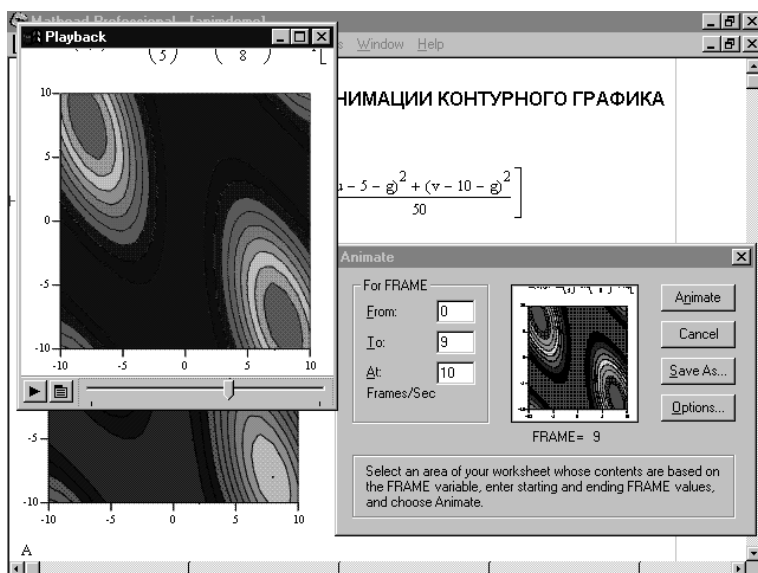 Mathcad Professional - [animdemo]
Playback
Window Help
(5) (8)
НИМАЦИИ КОНТУРНОГО ГРАФИКА
u - 5 - g)² + (v - 10 - g)² ]
50
10
5
0
-5
-10
-10 -5 0 5 10
Animate
For FRAME
From: 0
To: 9
At: 10
Frames/Sec
FRAME= 9
Animate
Cancel
Save As...
Options...
Select an area of your worksheet whose contents are based on
the FRAME variable, enter starting and ending FRAME values,
and choose Animate.
-5
-10
-10 -5 0 5 10
A